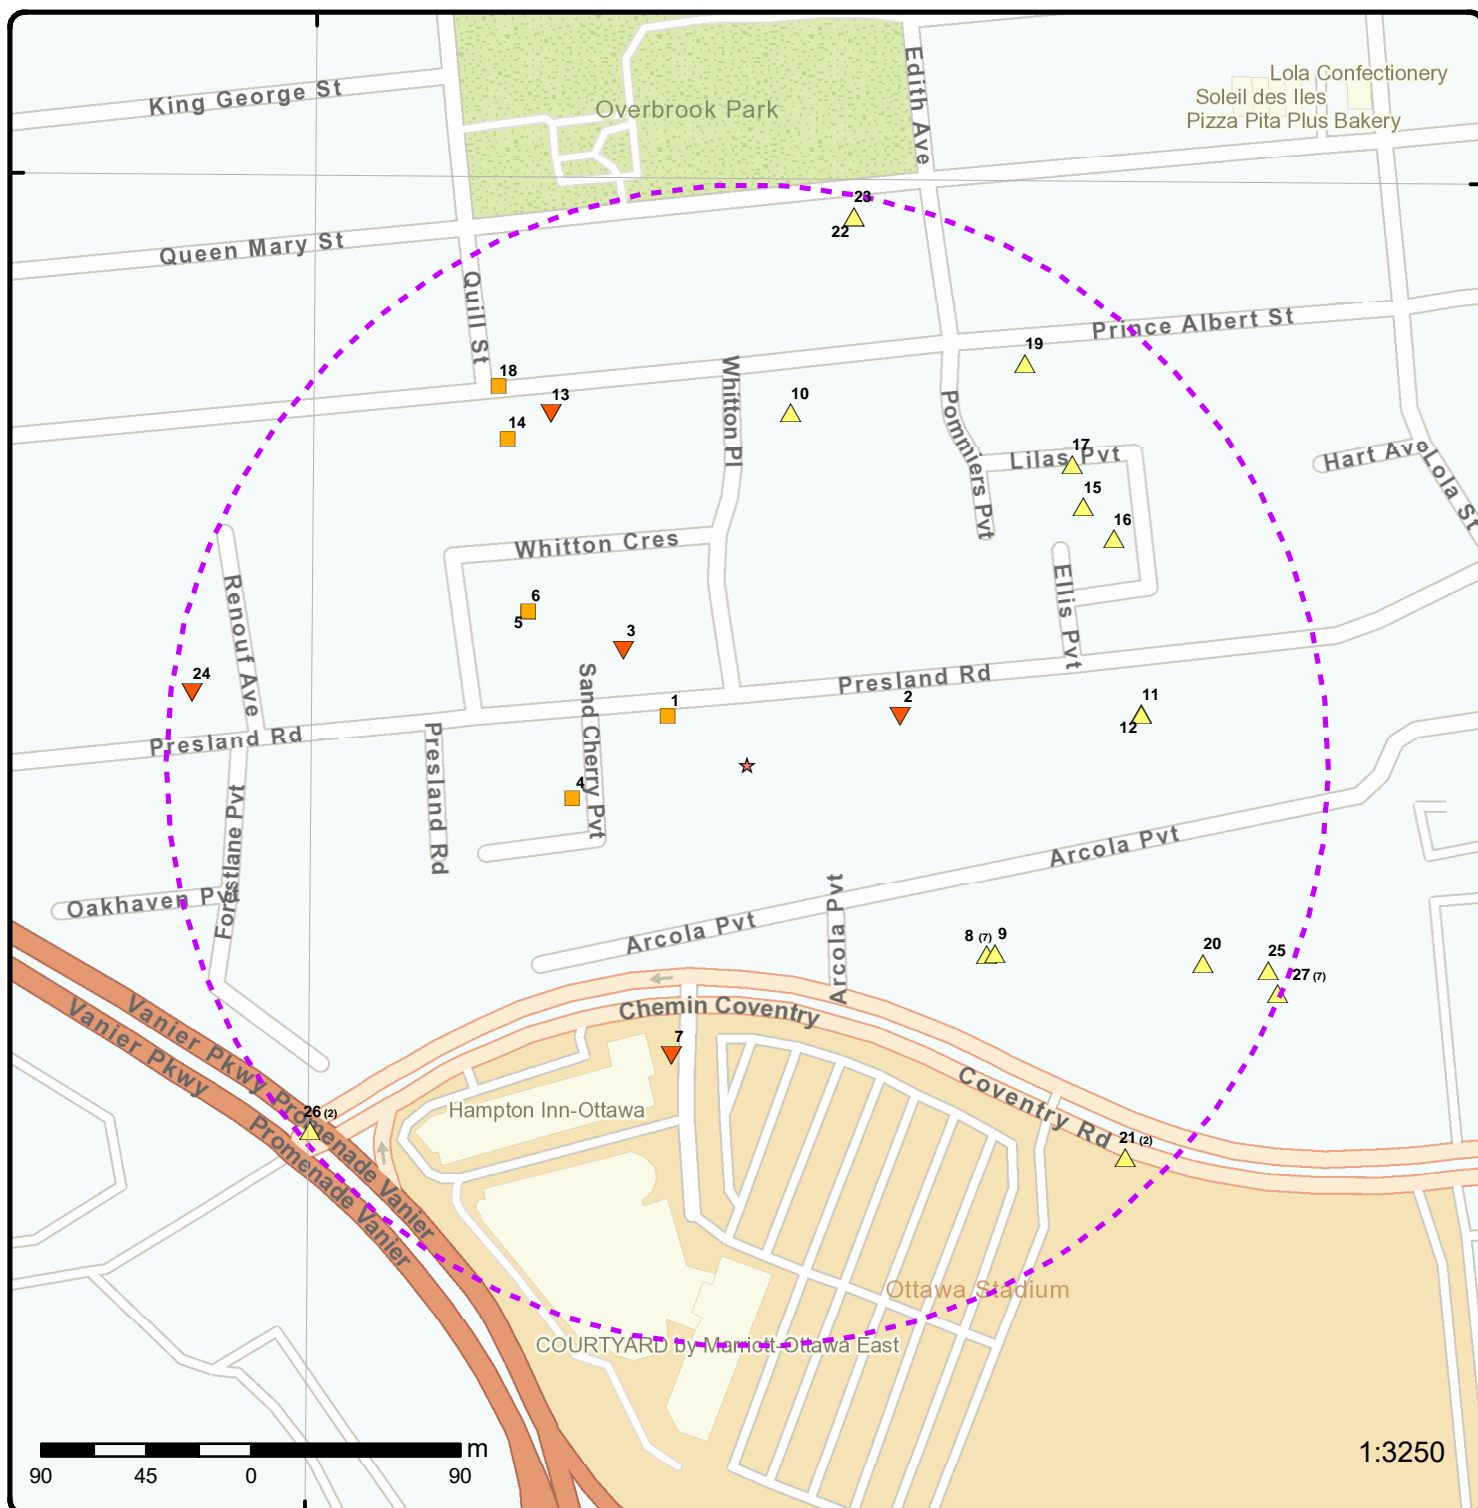 King George St
Overbrook Park
Edith Ave
Lola Confectionery
Soleil des Iles
Pizza Pita Plus Bakery
23
22
Queen Mary St
Quill St
Prince Albert St
19
18
13
10
14
Whitton Pl
Pommiers Pvt
17
Lilas Pvt
Hart Ave
Lola St
15
16
Whitton Cres
Ellis Pvt
6
5
3
Renouf Ave
24
Sand Cherry Pvt
Presland Rd
1
2
11
12
Presland Rd
Presland Rd
4
Forestlane Pvt
Arcola Pvt
Oakhaven Pvt
Arcola Pvt
Arcola Pvt
8 (7) 9
20
25
27 (7)
Vanier Pkwy
Vanier Pkwy
Chemin Coventry
7
Coventry Rd
26 (2)
Hampton Inn-Ottawa
Promenade Vanier
Promenade Vanier
21 (2)
Ottawa Stadium
COURTYARD by Marriott-Ottawa East
m
90 45 0 90
1:3250